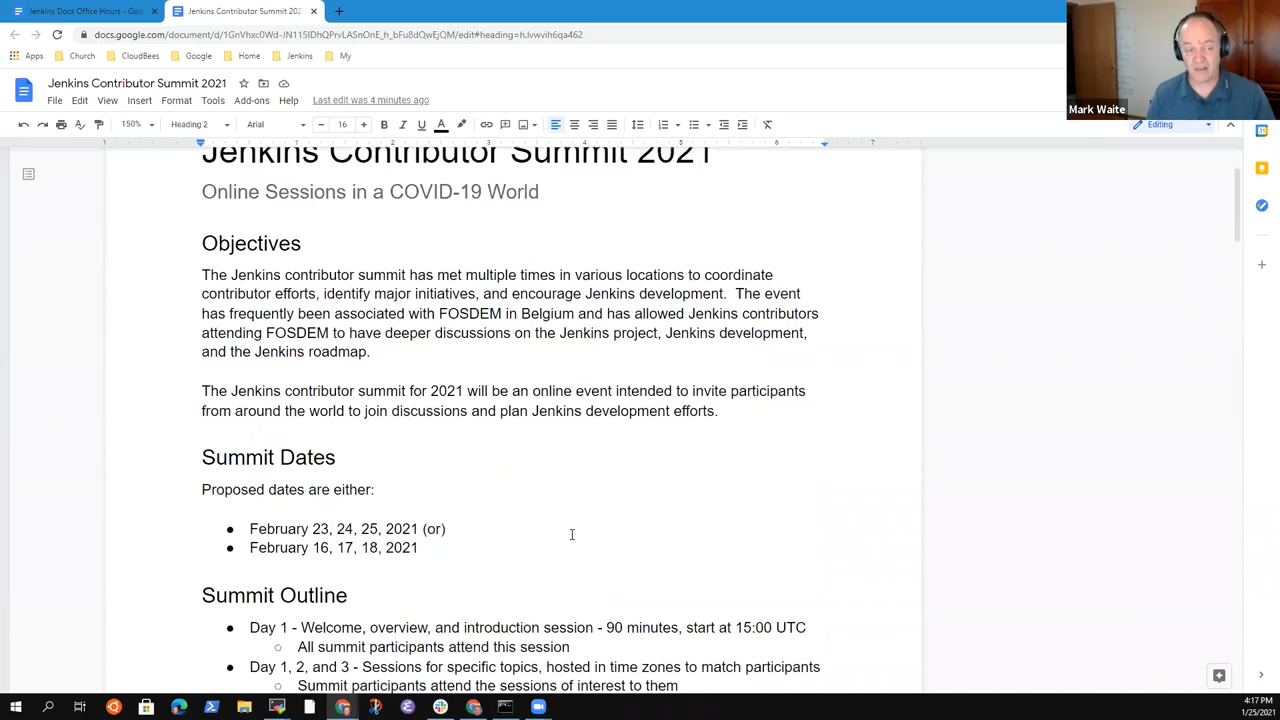 Jenkins Docs Office Hours - Goo
Jenkins Contributor Summit 2021
docs.google.com/document/d/1GnVhxc0Wd-JN115IDhQPrvLASnOnE_h_bFu8dQwEjQM/edit#heading=h.lvwvih6qa462
Apps Church CloudBees Google Home Jenkins My
Jenkins Contributor Summit 2021
File Edit View Insert Format Tools Add-ons Help Last edit was 4 minutes ago
150% Heading 2 Arial 16 Editing
Mark Waite
Jenkins Contributor Summit 2021
Online Sessions in a COVID-19 World
Objectives
The Jenkins contributor summit has met multiple times in various locations to coordinate
contributor efforts, identify major initiatives, and encourage Jenkins development. The event
has frequently been associated with FOSDEM in Belgium and has allowed Jenkins contributors
attending FOSDEM to have deeper discussions on the Jenkins project, Jenkins development,
and the Jenkins roadmap.
The Jenkins contributor summit for 2021 will be an online event intended to invite participants
from around the world to join discussions and plan Jenkins development efforts.
Summit Dates
Proposed dates are either:
● February 23, 24, 25, 2021 (or)
● February 16, 17, 18, 2021
Summit Outline
● Day 1 - Welcome, overview, and introduction session - 90 minutes, start at 15:00 UTC
○ All summit participants attend this session
● Day 1, 2, and 3 - Sessions for specific topics, hosted in time zones to match participants
○ Summit participants attend the sessions of interest to them
4:17 PM
1/25/2021